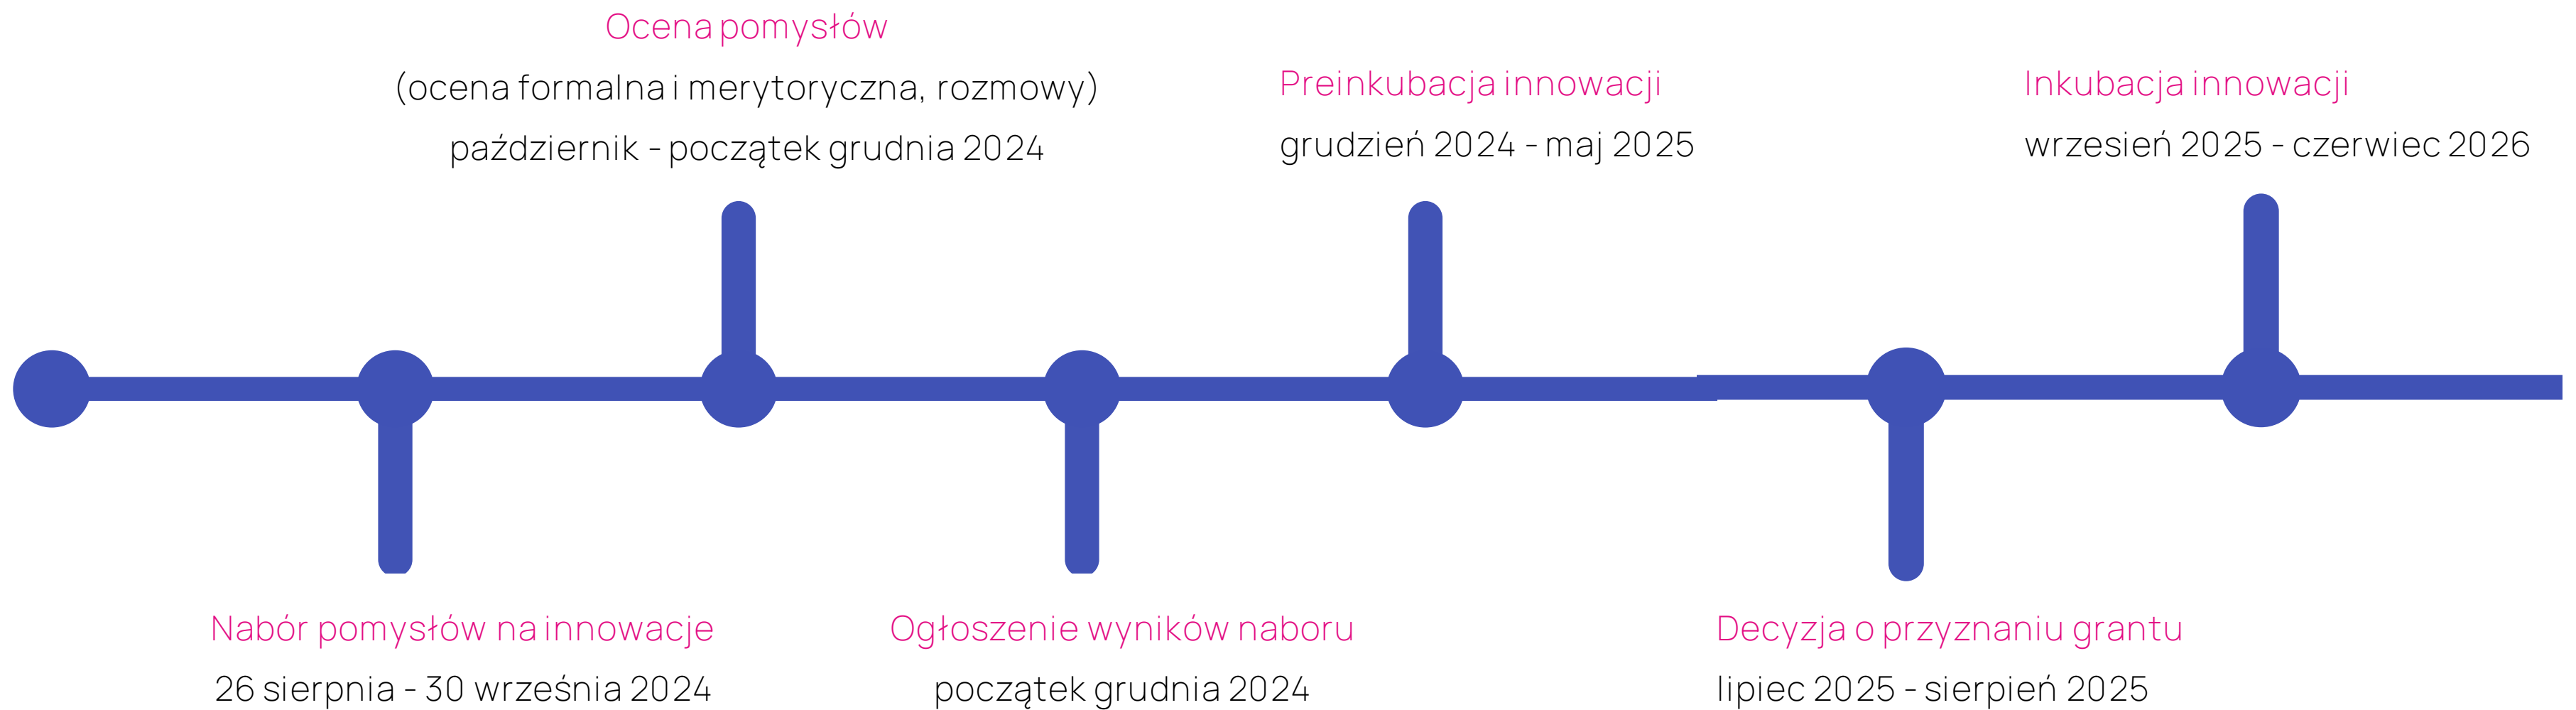 Ocena pomysłów
(ocena formalna i merytoryczna, rozmowy)
październik - początek grudnia 2024
Preinkubacja innowacji
grudzień 2024 - maj 2025
Inkubacja innowacji
wrzesień 2025 - czerwiec 2026
Nabór pomysłów na innowacje
26 sierpnia - 30 września 2024
Ogłoszenie wyników naboru
początek grudnia 2024
Decyzja o przyznaniu grantu
lipiec 2025 - sierpień 2025